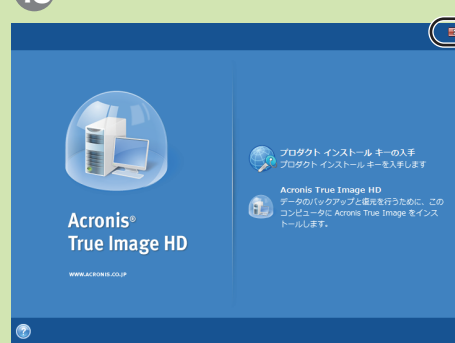 プロダクト インストール キーの入手
プロダクト インストール キーを入手します
Acronis True Image HD
データのバックアップと復元を行うために、この
コンピュータに Acronis True Image をインス
トールします。
Acronis®
True Image HD
WWW.ACRONIS.CO.JP
?